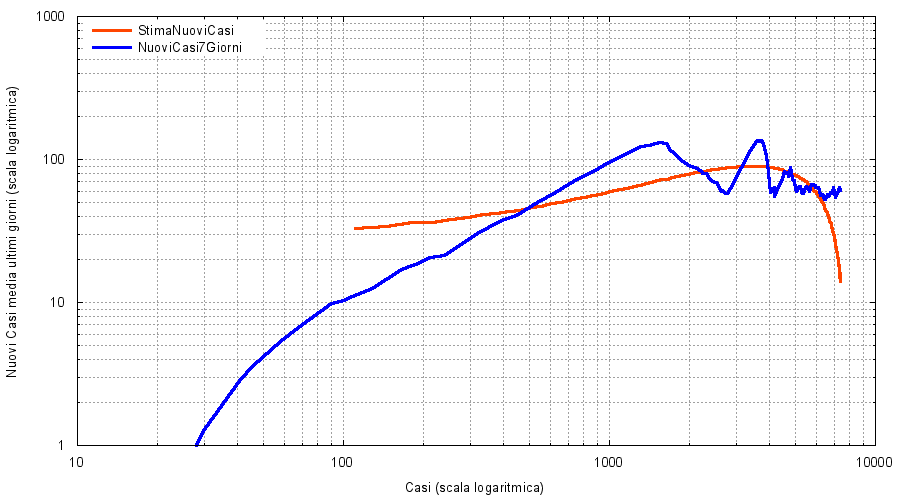 1000
StimaNuoviCasi
NuoviCasi7Giorni
100
10
1
10
100
1000
10000
Nuovi Casi media ultimi giorni (scala logaritmica)
Casi (scala logaritmica)